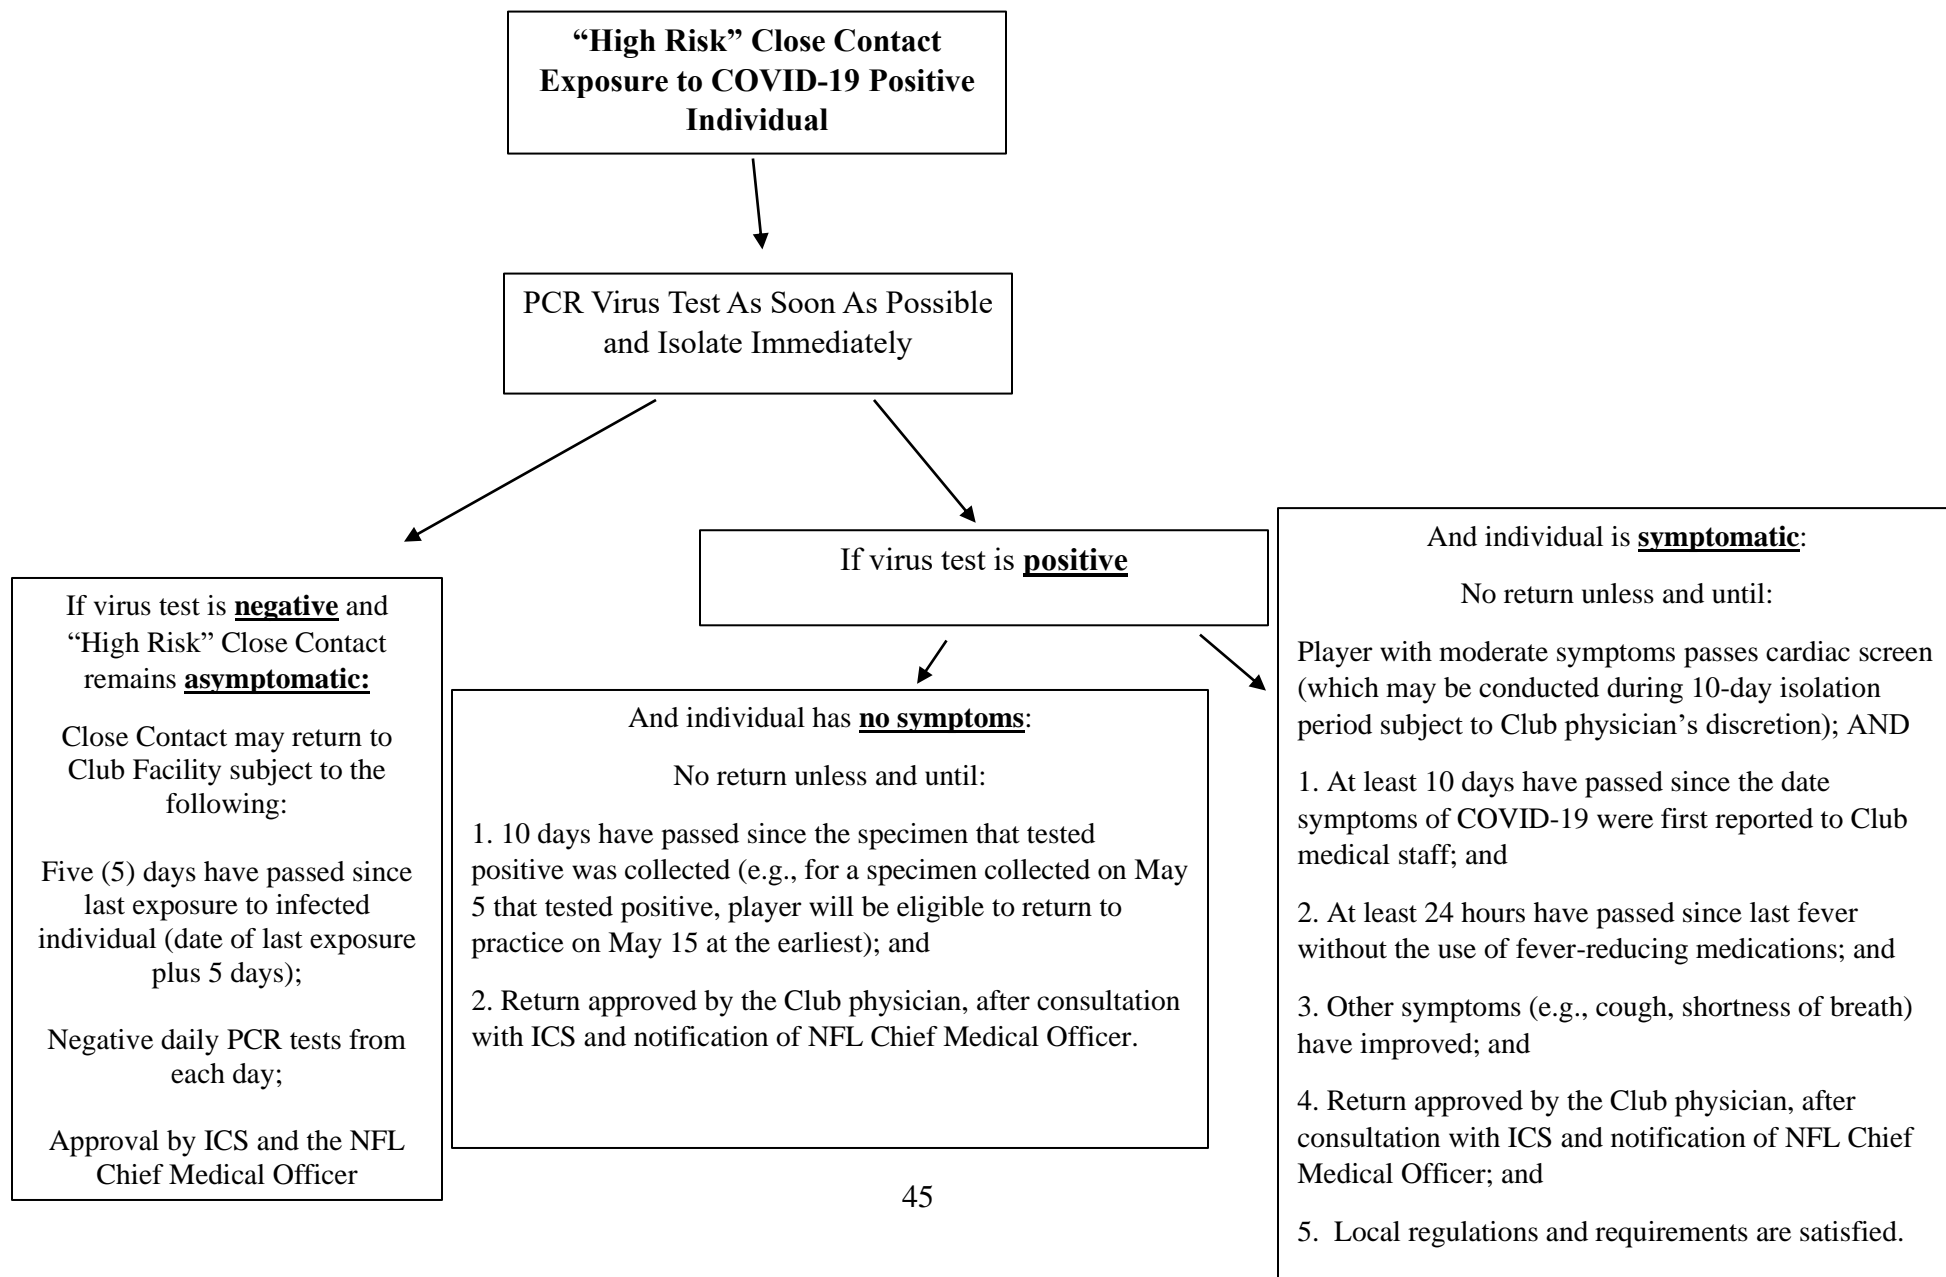 “High Risk” Close Contact
Exposure to COVID-19 Positive
Individual
PCR Virus Test As Soon As Possible
and Isolate Immediately
If virus test is negative and
“High Risk” Close Contact
remains asymptomatic:
Close Contact may return to
Club Facility subject to the
following:
Five (5) days have passed since
last exposure to infected
individual (date of last exposure
plus 5 days);
Negative daily PCR tests from
each day;
Approval by ICS and the NFL
Chief Medical Officer
If virus test is positive
And individual has no symptoms:
No return unless and until:
1. 10 days have passed since the specimen that tested
positive was collected (e.g., for a specimen collected on May
5 that tested positive, player will be eligible to return to
practice on May 15 at the earliest); and
2. Return approved by the Club physician, after consultation
with ICS and notification of NFL Chief Medical Officer.
And individual is symptomatic:
No return unless and until:
Player with moderate symptoms passes cardiac screen
(which may be conducted during 10-day isolation
period subject to Club physician’s discretion); AND
1. At least 10 days have passed since the date
symptoms of COVID-19 were first reported to Club
medical staff; and
2. At least 24 hours have passed since last fever
without the use of fever-reducing medications; and
3. Other symptoms (e.g., cough, shortness of breath)
have improved; and
4. Return approved by the Club physician, after
consultation with ICS and notification of NFL Chief
Medical Officer; and
5. Local regulations and requirements are satisfied.
45